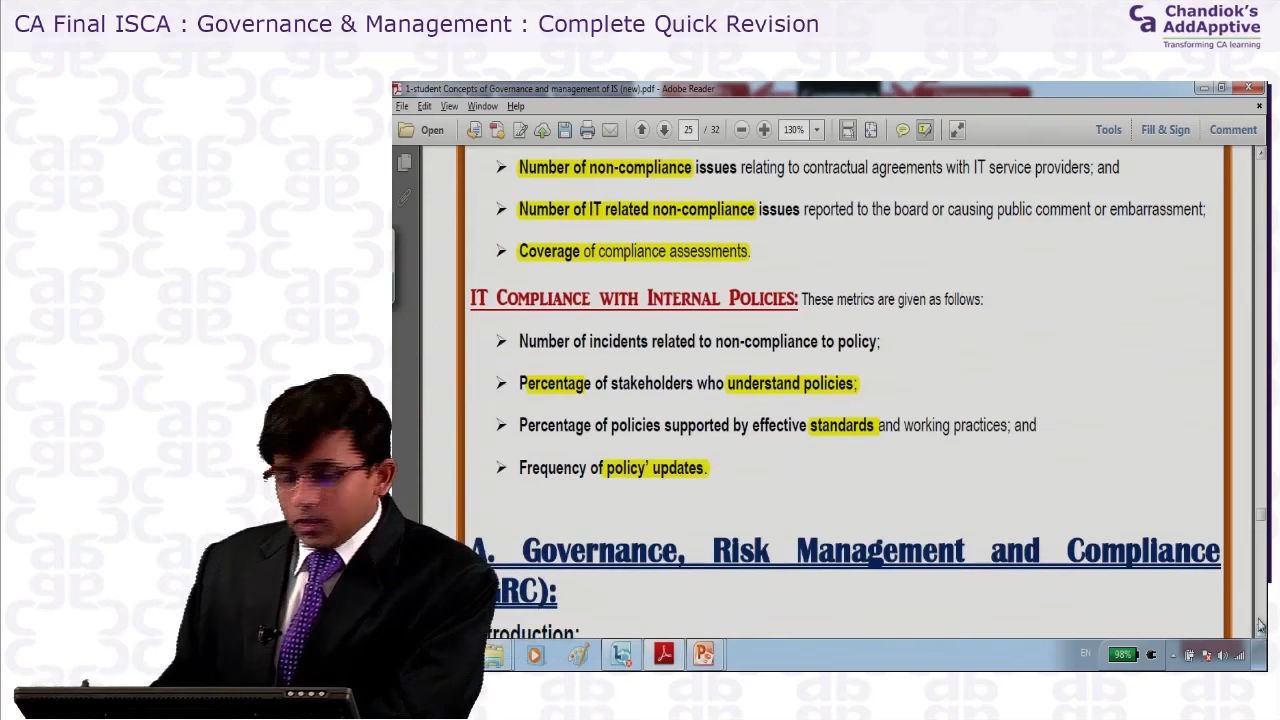 CA Final ISCA : Governance & Management : Complete Quick Revision
Ca Chandiok's
AddApptive
Transforming CA learning
1-student Concepts of Governance and management of IS (new).pdf - Adobe Reader
File Edit View Window Help
Open 25 / 32 130% Tools Fill & Sign Comment
Number of non-compliance issues relating to contractual agreements with IT service providers; and
Number of IT related non-compliance issues reported to the board or causing public comment or embarrassment;
Coverage of compliance assessments.
IT Compliance with Internal Policies: These metrics are given as follows:
Number of incidents related to non-compliance to policy;
Percentage of stakeholders who understand policies;
Percentage of policies supported by effective standards and working practices; and
Frequency of policy' updates.
A. Governance, Risk Management and Compliance
GRC):
troduction:
EN 98%